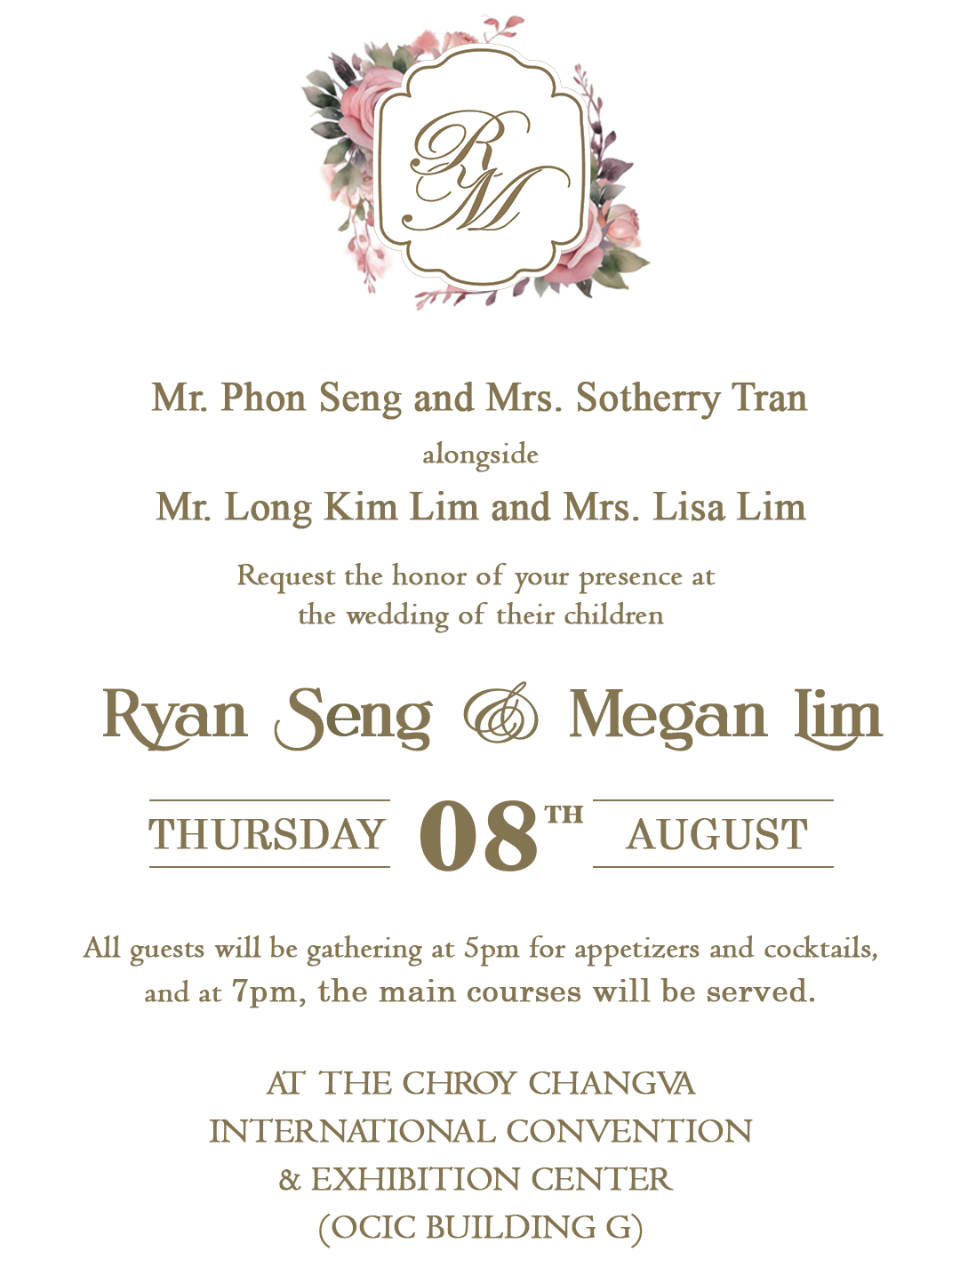 RM
Mr. Phon Seng and Mrs. Sotherry Tran
alongside
Mr. Long Kim Lim and Mrs. Lisa Lim
Request the honor of your presence at
the wedding of their children
Ryan Seng & Megan Lim
THURSDAY 08TH AUGUST
All guests will be gathering at 5pm for appetizers and cocktails,
and at 7pm, the main courses will be served.
AT THE CHROY CHANGVA
INTERNATIONAL CONVENTION
& EXHIBITION CENTER
(OCIC BUILDING G)